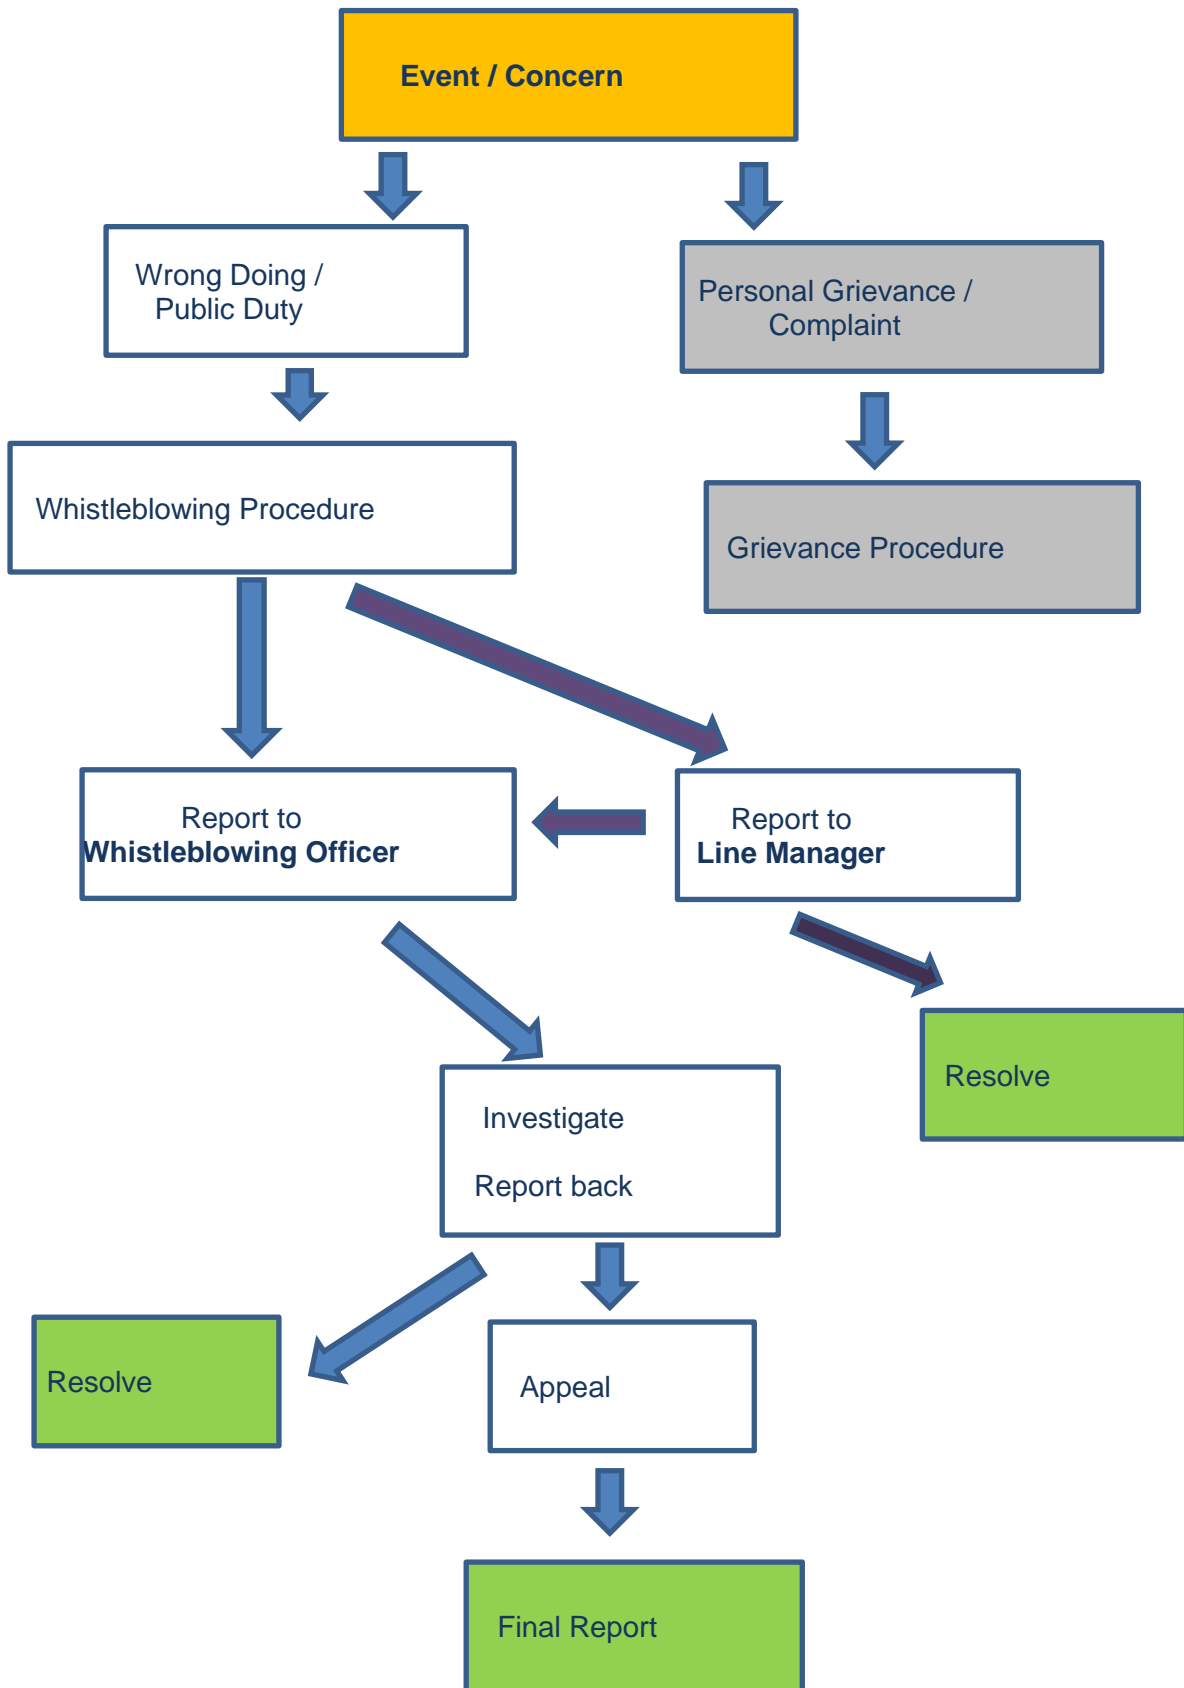 Event / Concern
Wrong Doing /
Public Duty
Personal Grievance /
Complaint
Whistleblowing Procedure
Grievance Procedure
Report to
Whistleblowing Officer
Report to
Line Manager
Resolve
Investigate
Report back
Resolve
Appeal
Final Report